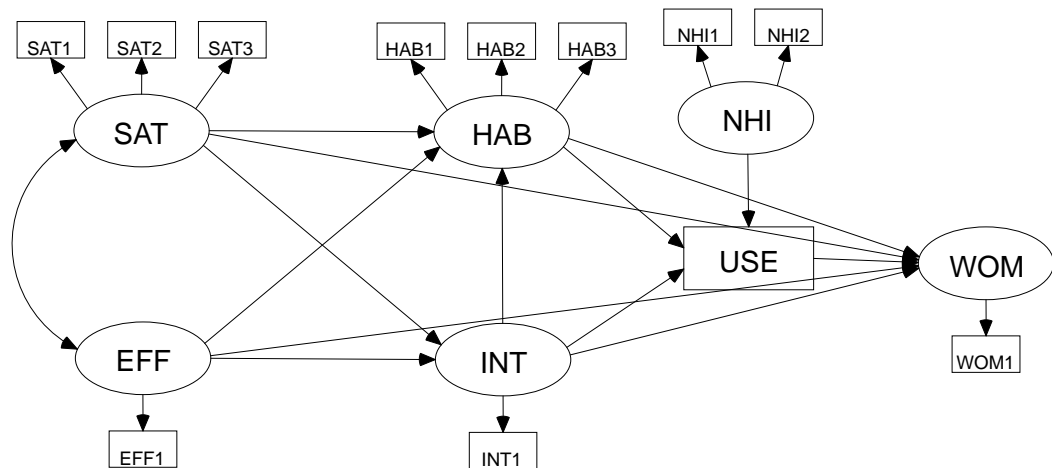 SAT1
SAT2
SAT3
HAB1
HAB2
HAB3
NHI1
NHI2
SAT
HAB
NHI
USE
WOM
EFF
INT
WOM1
EFF1
INT1